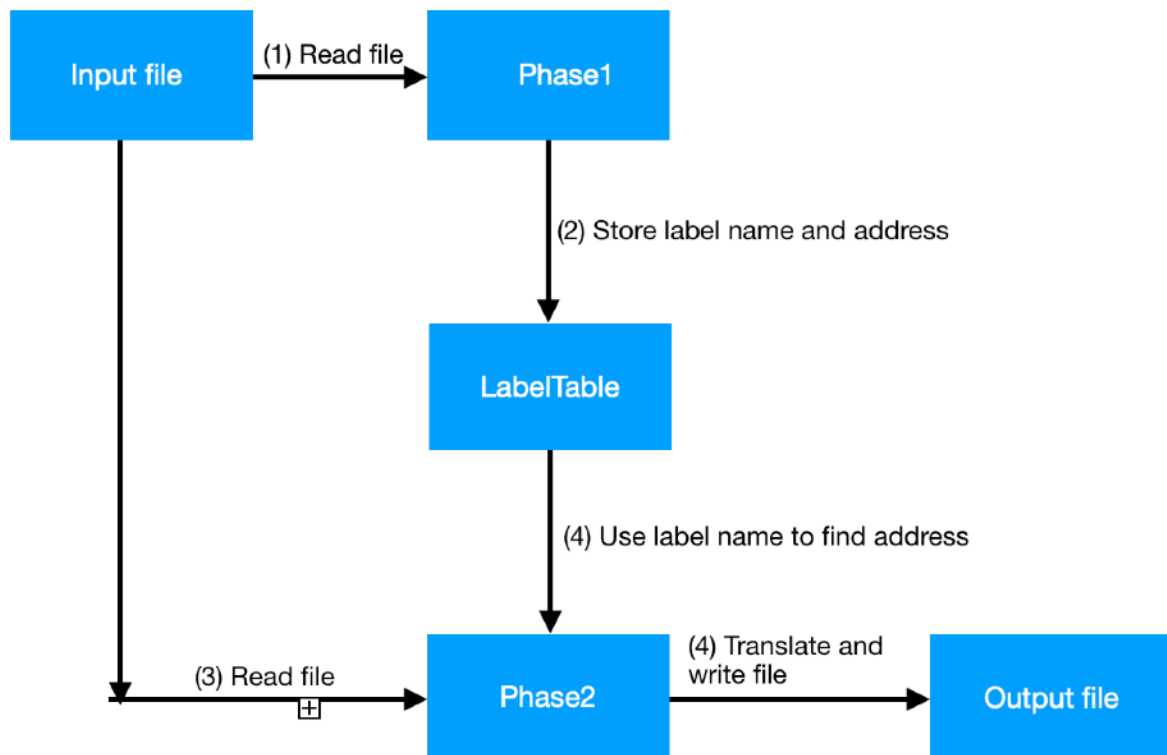 Input file
(1) Read file
Phase1
(2) Store label name and address
LabelTable
(4) Use label name to find address
(3) Read file
Phase2
(4) Translate and
write file
Output file